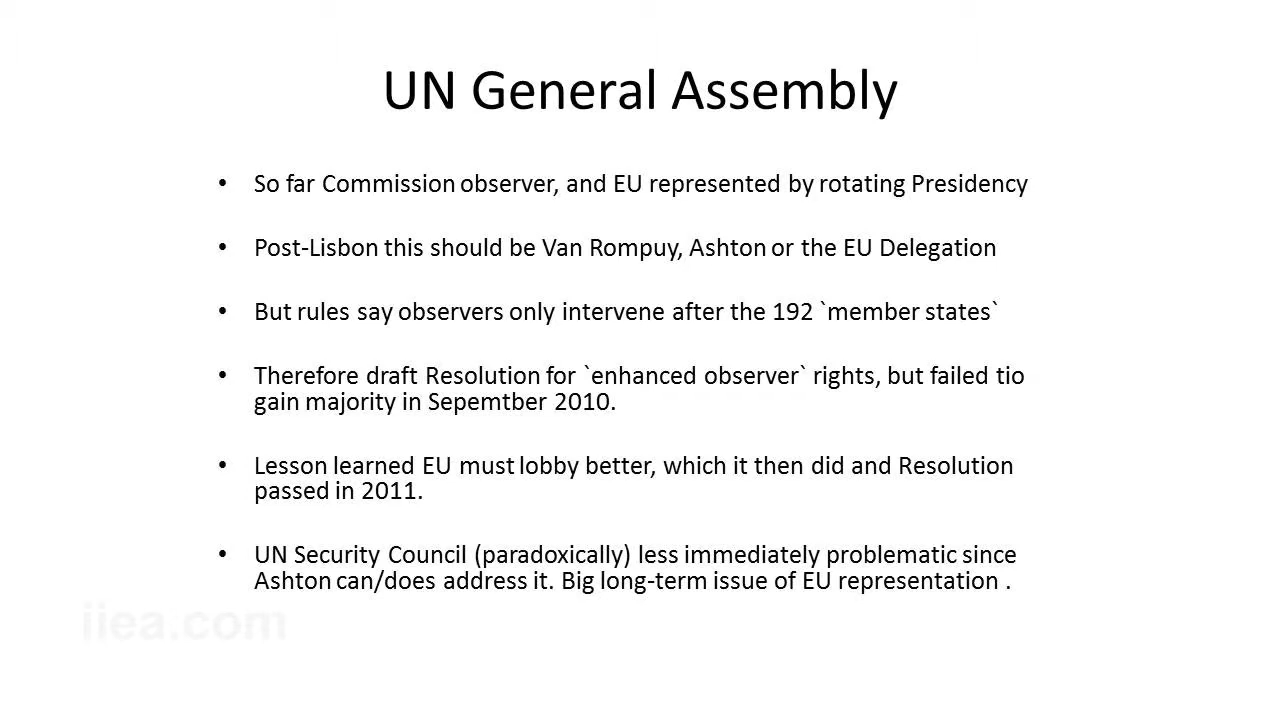 UN General Assembly
• So far Commission observer, and EU represented by rotating Presidency
• Post-Lisbon this should be Van Rompuy, Ashton or the EU Delegation
• But rules say observers only intervene after the 192 `member states`
• Therefore draft Resolution for `enhanced observer` rights, but failed tio
gain majority in Sepemtber 2010.
• Lesson learned EU must lobby better, which it then did and Resolution
passed in 2011.
• UN Security Council (paradoxically) less immediately problematic since
Ashton can/does address it. Big long-term issue of EU representation .
iiea.com